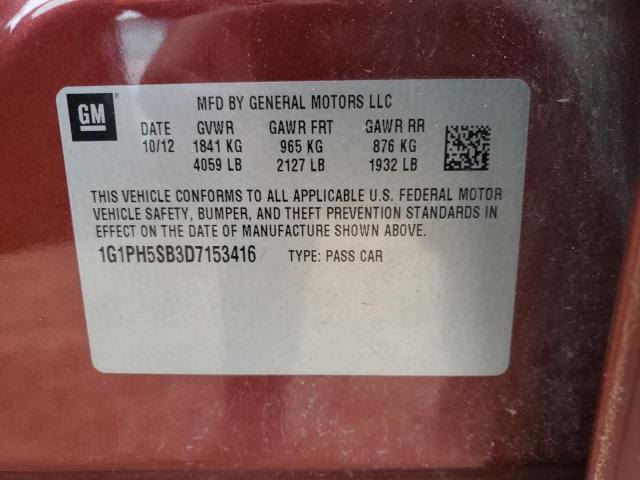 GM
MFD BY GENERAL MOTORS LLC
DATE GVWR GAWR FRT GAWR RR
10/12 1841 KG 965 KG 876 KG
4059 LB 2127 LB 1932 LB
THIS VEHICLE CONFORMS TO ALL APPLICABLE U.S. FEDERAL MOTOR
VEHICLE SAFETY, BUMPER, AND THEFT PREVENTION STANDARDS IN
EFFECT ON THE DATE OF MANUFACTURE SHOWN ABOVE.
1G1PH5SB3D7153416 TYPE: PASS CAR